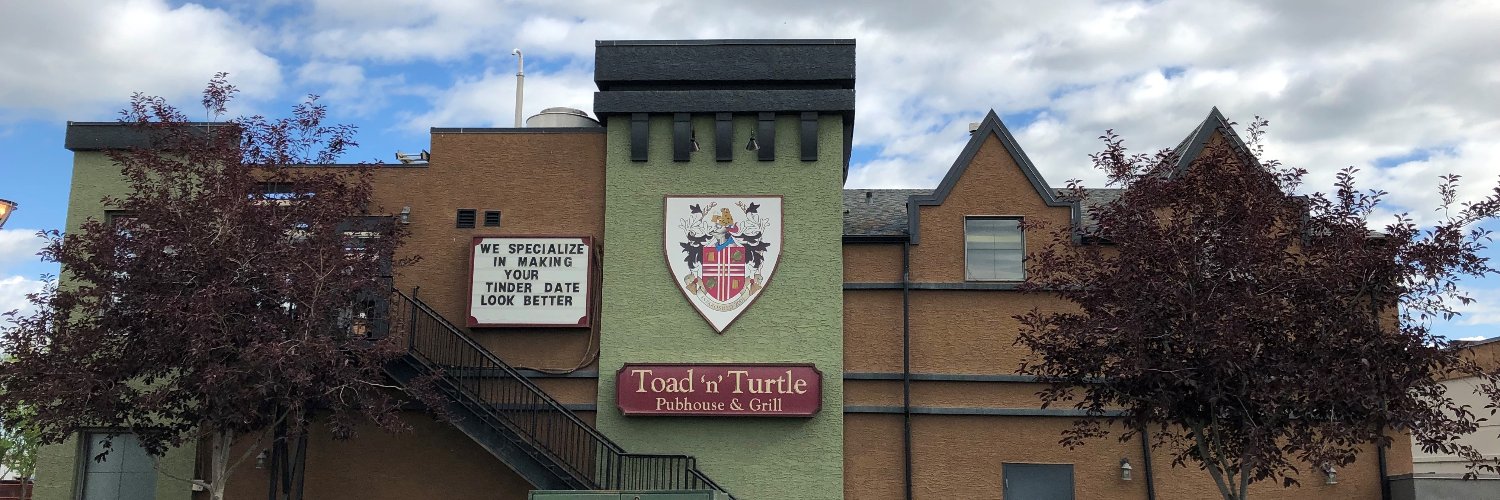 WE SPECIALIZE
IN MAKING
YOUR
TINDER DATE
LOOK BETTER
Toad 'n' Turtle
Pubhouse & Grill